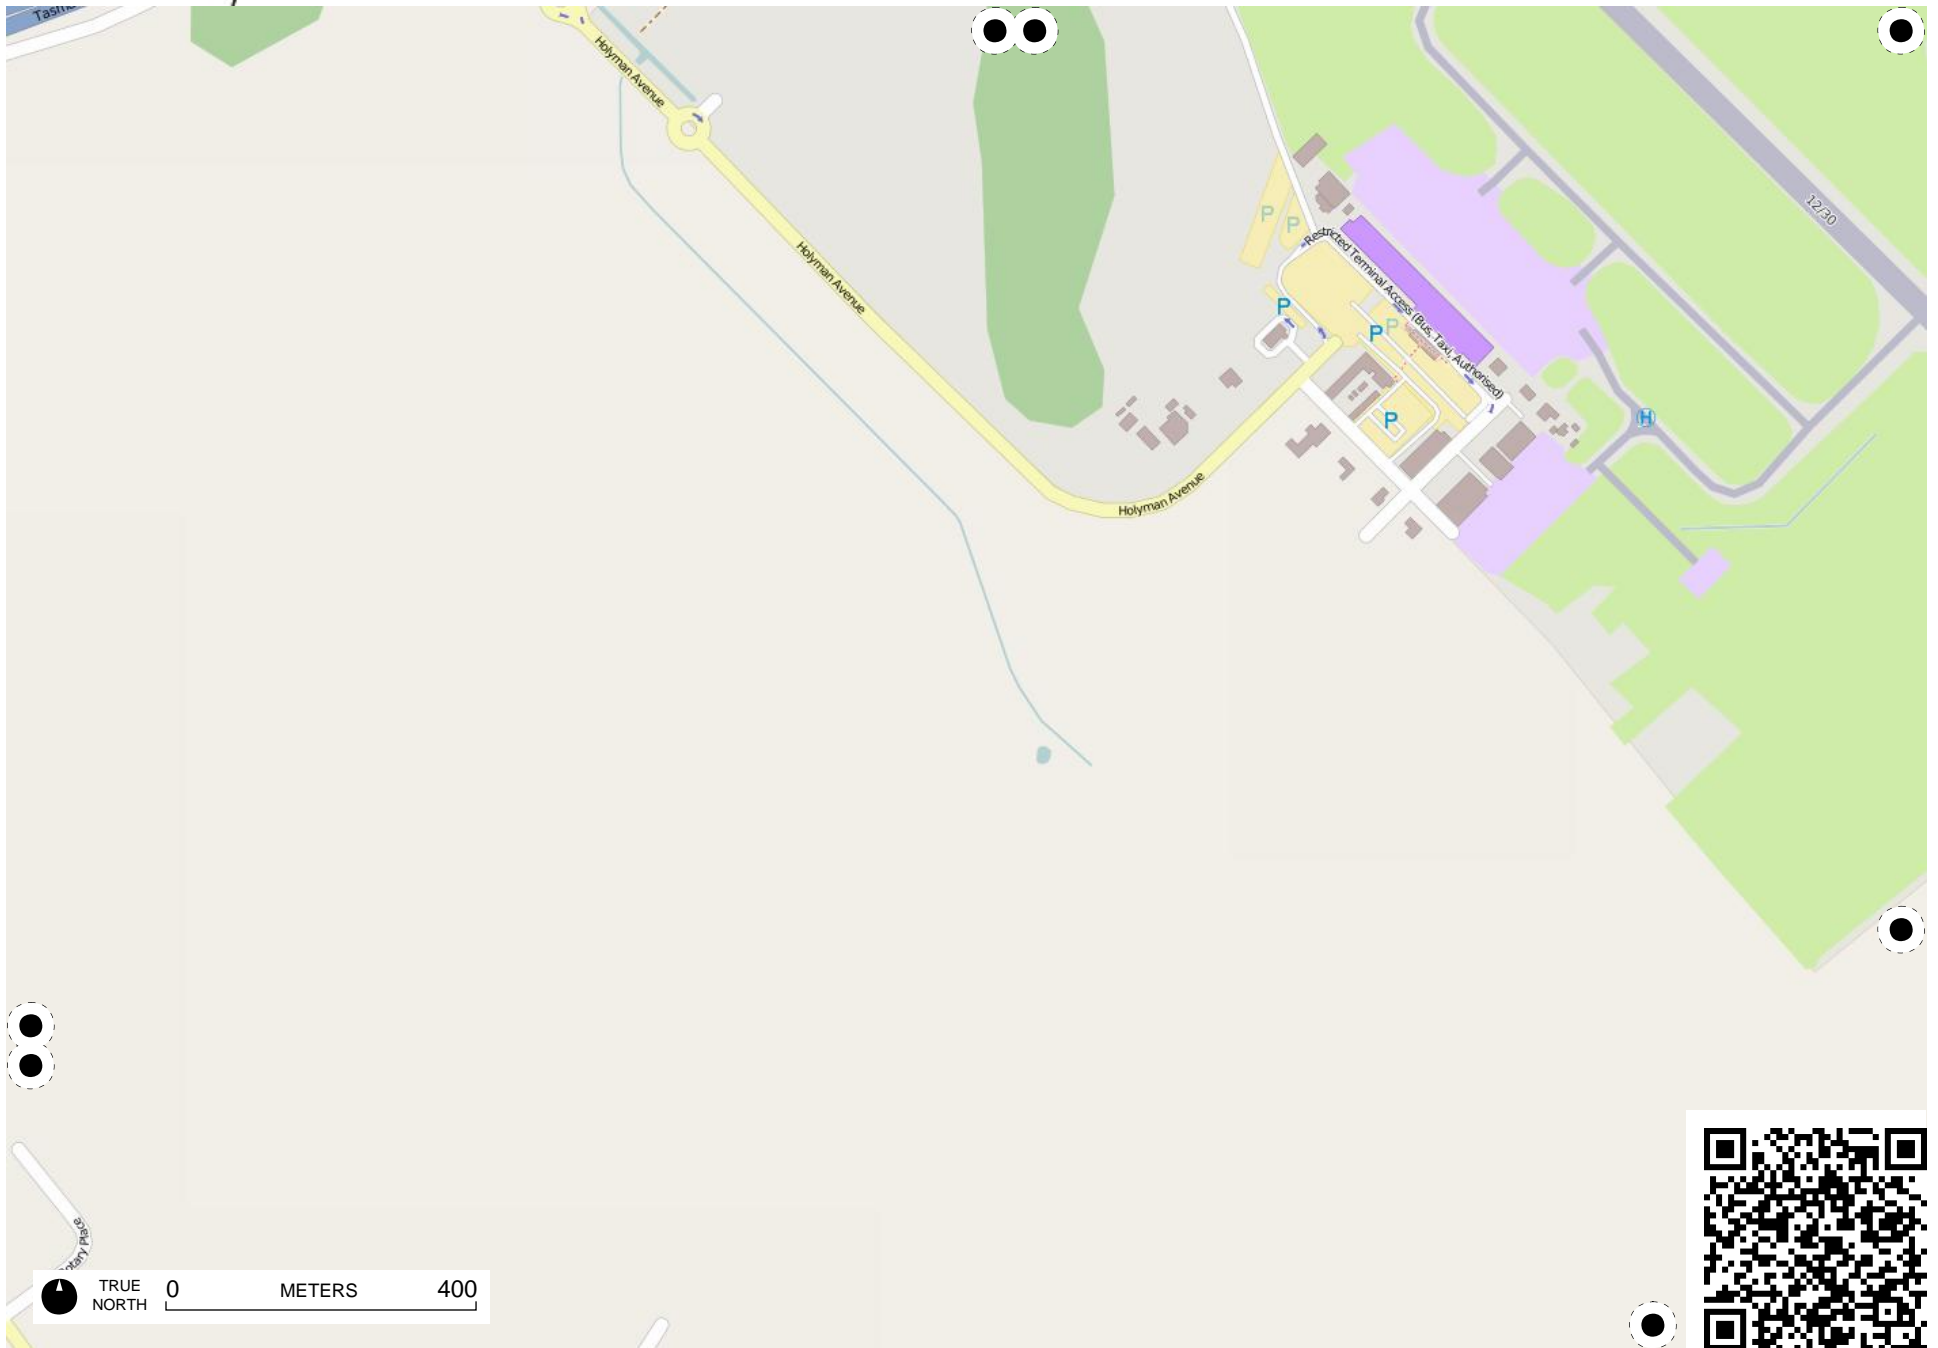 Holyman Avenue
12/30
P
P
Holyman Avenue
Restricted Terminal Access (Bus, Taxi, Authorised)
P
P
P
P
H
Holyman Avenue
TRUE
NORTH
0 METERS 400